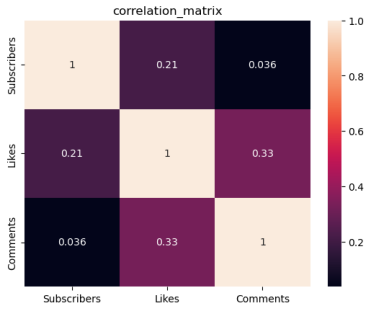 correlation_matrix
1.0
Subscribers
1
0.21
0.036
0.8
Likes
0.21
1
0.33
0.6
0.4
Comments
0.036
0.33
1
0.2
Subscribers
Likes
Comments